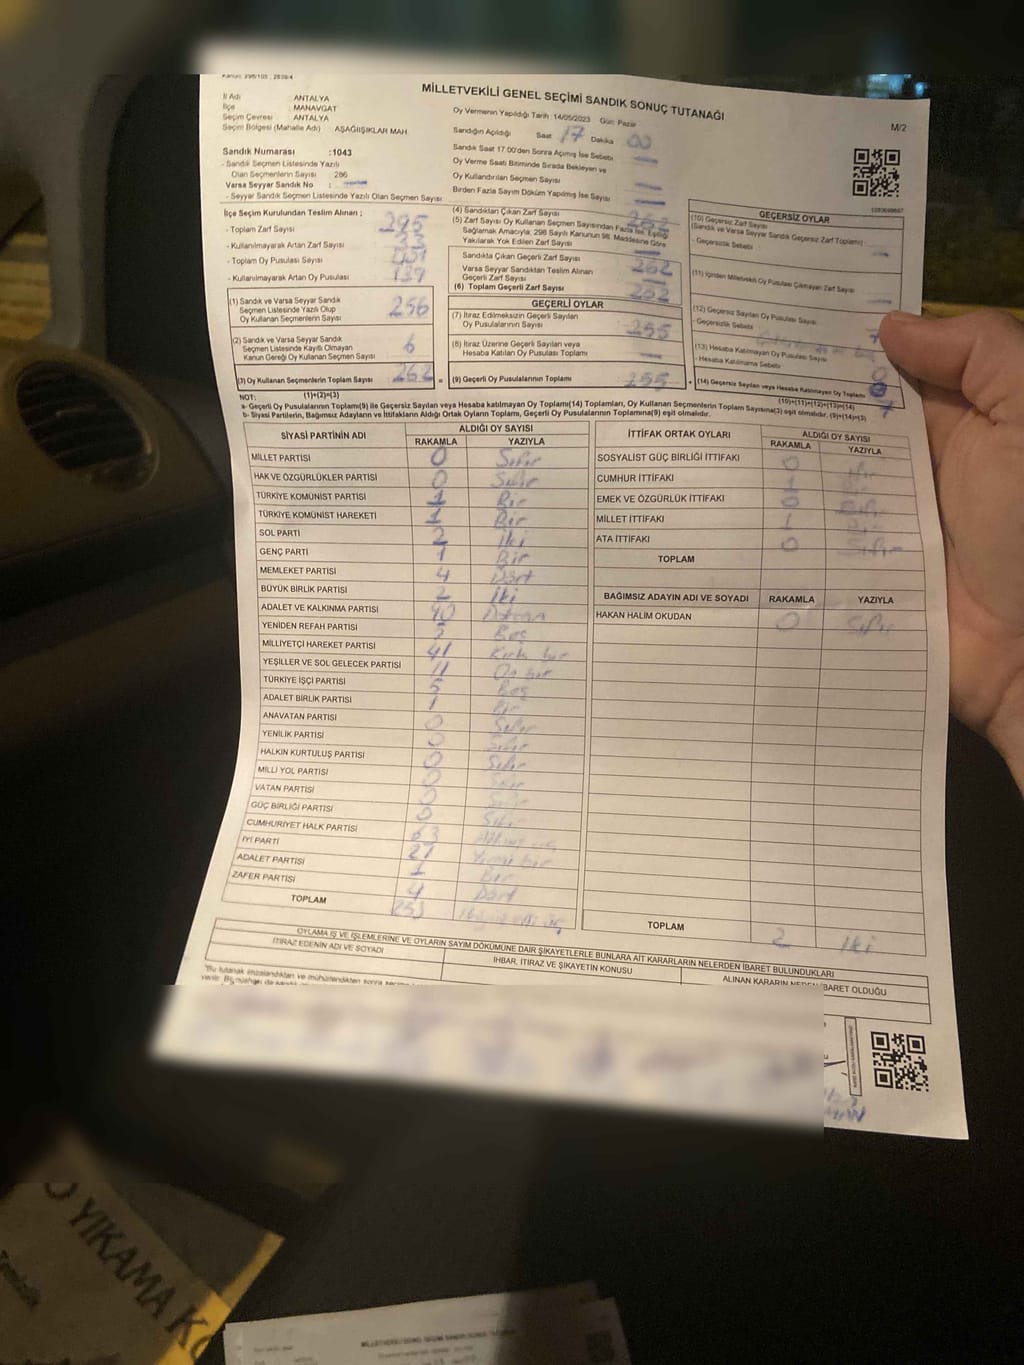 Kanun: 298/105 , 2839/4
MİLLETVEKİLİ GENEL SEÇİMİ SANDIK SONUÇ TUTANAĞI
M/2
İl Adı : ANTALYA
İlçe : MANAVGAT
Seçim Çevresi : ANTALYA
Seçim Bölgesi (Mahalle Adı) AŞAĞIIŞIKLAR MAH.
Sandık Numarası :1043
- Sandık Seçmen Listesinde Yazılı
Olan Seçmenlerin Sayısı : 286
Varsa Seyyar Sandık No : —
- Seyyar Sandık Seçmen Listesinde Yazılı Olan Seçmen Sayısı
Oy Vermenin Yapıldığı Tarih :14/05/2023 Gün: Pazar
Sandığın Açıldığı Saat 17 Dakika 00
Sandık Saat 17.00'den Sonra Açılmış İse Sebebi —
Oy Verme Saati Bitiminde Sırada Bekleyen ve
Oy Kullandırılan Seçmen Sayısı —
Birden Fazla Sayım Döküm Yapılmış İse Sayısı —
İlçe Seçim Kurulundan Teslim Alınan ;
- Toplam Zarf Sayısı 295
- Kullanılmayarak Artan Zarf Sayısı 33
- Toplam Oy Pusulası Sayısı
- Kullanılmayarak Artan Oy Pusulası 139
(4) Sandıktan Çıkan Zarf Sayısı 262
(5) Zarf Sayısı Oy Kullanan Seçmen Sayısından Fazla İse, Eşitliği
Sağlamak Amacıyla; 298 Sayılı Kanunun 98. Maddesine Göre
Yakılarak Yok Edilen Zarf Sayısı —
Sandıkta Çıkan Geçerli Zarf Sayısı 262
Varsa Seyyar Sandıktan Teslim Alınan
Geçerli Zarf Sayısı —
(6) Toplam Geçerli Zarf Sayısı 262
GEÇERSİZ OYLAR
(10) Geçersiz Zarf Sayısı
(Sandık ve Varsa Seyyar Sandık Geçersiz Zarf Toplamı) :
- Geçersizlik Sebebi : —
(11) İçinden Milletvekili Oy Pusulası Çıkmayan Zarf Sayısı —
(12) Geçersiz Sayılan Oy Pusulası Sayısı : 7
- Geçersizlik Sebebi :
(13) Hesaba Katılmayan Oy Pusulası Sayısı 0
- Hesaba Katılmama Sebebi
(14) Geçersiz Sayılan veya Hesaba Katılmayan Oy Toplamı 7
(10)+(11)+(12)+(13)=(14)
(1) Sandık ve Varsa Seyyar Sandık
Seçmen Listesinde Yazılı Olup
Oy Kullanan Seçmenlerin Sayısı 256
(2) Sandık ve Varsa Seyyar Sandık
Seçmen Listesinde Kayıtlı Olmayan
Kanun Gereği Oy Kullanan Seçmen Sayısı 6
(3) Oy Kullanan Seçmenlerin Toplam Sayısı 262 =
(1)+(2)=(3)
GEÇERLİ OYLAR
(7) İtiraz Edilmeksizin Geçerli Sayılan
Oy Pusulalarının Sayısı 255
(8) İtiraz Üzerine Geçerli Sayılan veya
Hesaba Katılan Oy Pusulası Toplamı —
(9) Geçerli Oy Pusulalarının Toplamı 255 +
NOT:
a- Geçerli Oy Pusulalarının Toplamı(9) ile Geçersiz Sayılan veya Hesaba katılmayan Oy Toplamı(14) Toplamları, Oy Kullanan Seçmenlerin Toplam Sayısına(3) eşit olmalıdır. (9)+(14)=(3)
b- Siyasi Partilerin, Bağımsız Adayların ve İttifakların Aldığı Ortak Oyların Toplamı, Geçerli Oy Pusulalarının Toplamına(9) eşit olmalıdır.
SİYASİ PARTİNİN ADI ALDIĞI OY SAYISI
RAKAMLA YAZIYLA
MİLLET PARTİSİ 0 Sıfır
HAK VE ÖZGÜRLÜKLER PARTİSİ 0 Sıfır
TÜRKİYE KOMÜNİST PARTİSİ 1 Bir
TÜRKİYE KOMÜNİST HAREKETİ 1 Bir
SOL PARTİ 2 İki
GENÇ PARTİ 1 Bir
MEMLEKET PARTİSİ 4 Dört
BÜYÜK BİRLİK PARTİSİ 2 İki
ADALET VE KALKINMA PARTİSİ 90 Doksan
YENİDEN REFAH PARTİSİ 5 Beş
MİLLİYETÇİ HAREKET PARTİSİ 41 Kırk bir
YEŞİLLER VE SOL GELECEK PARTİSİ 11 On bir
TÜRKİYE İŞÇİ PARTİSİ 5 Beş
ADALET BİRLİK PARTİSİ 1 Bir
ANAVATAN PARTİSİ 0 Sıfır
YENİLİK PARTİSİ 0 Sıfır
HALKIN KURTULUŞ PARTİSİ 0 Sıfır
MİLLİ YOL PARTİSİ 0 Sıfır
VATAN PARTİSİ 0 Sıfır
GÜÇ BİRLİĞİ PARTİSİ 0 Sıfır
CUMHURİYET HALK PARTİSİ 63 Altmış üç
İYİ PARTİ 21 Yirmi bir
ADALET PARTİSİ 1 Bir
ZAFER PARTİSİ 4 Dört
TOPLAM 253 İkiyüz elli üç
İTTİFAK ORTAK OYLARI ALDIĞI OY SAYISI
RAKAMLA YAZIYLA
SOSYALİST GÜÇ BİRLİĞİ İTTİFAKI 0 Sıfır
CUMHUR İTTİFAKI 1 Bir
EMEK VE ÖZGÜRLÜK İTTİFAKI 0 Sıfır
MİLLET İTTİFAKI 1 Bir
ATA İTTİFAKI 0 Sıfır
TOPLAM
BAĞIMSIZ ADAYIN ADI VE SOYADI RAKAMLA YAZIYLA
HAKAN HALİM OKUDAN 0 Sıfır
TOPLAM 2 İki
OYLAMA İŞ VE İŞLEMLERİNE VE OYLARIN SAYIM DÖKÜMÜNE DAİR ŞİKAYETLERLE BUNLARA AİT KARARLARIN NELERDEN İBARET BULUNDUKLARI
İTİRAZ EDENİN ADI VE SOYADI İHBAR, İTİRAZ VE ŞİKAYETİN KONUSU ALINAN KARARIN NEDEN İBARET OLDUĞU
"Bu tutanak imzalandıktan ve mühürlendikten sonra
O YIKAMA KO
Temizlik